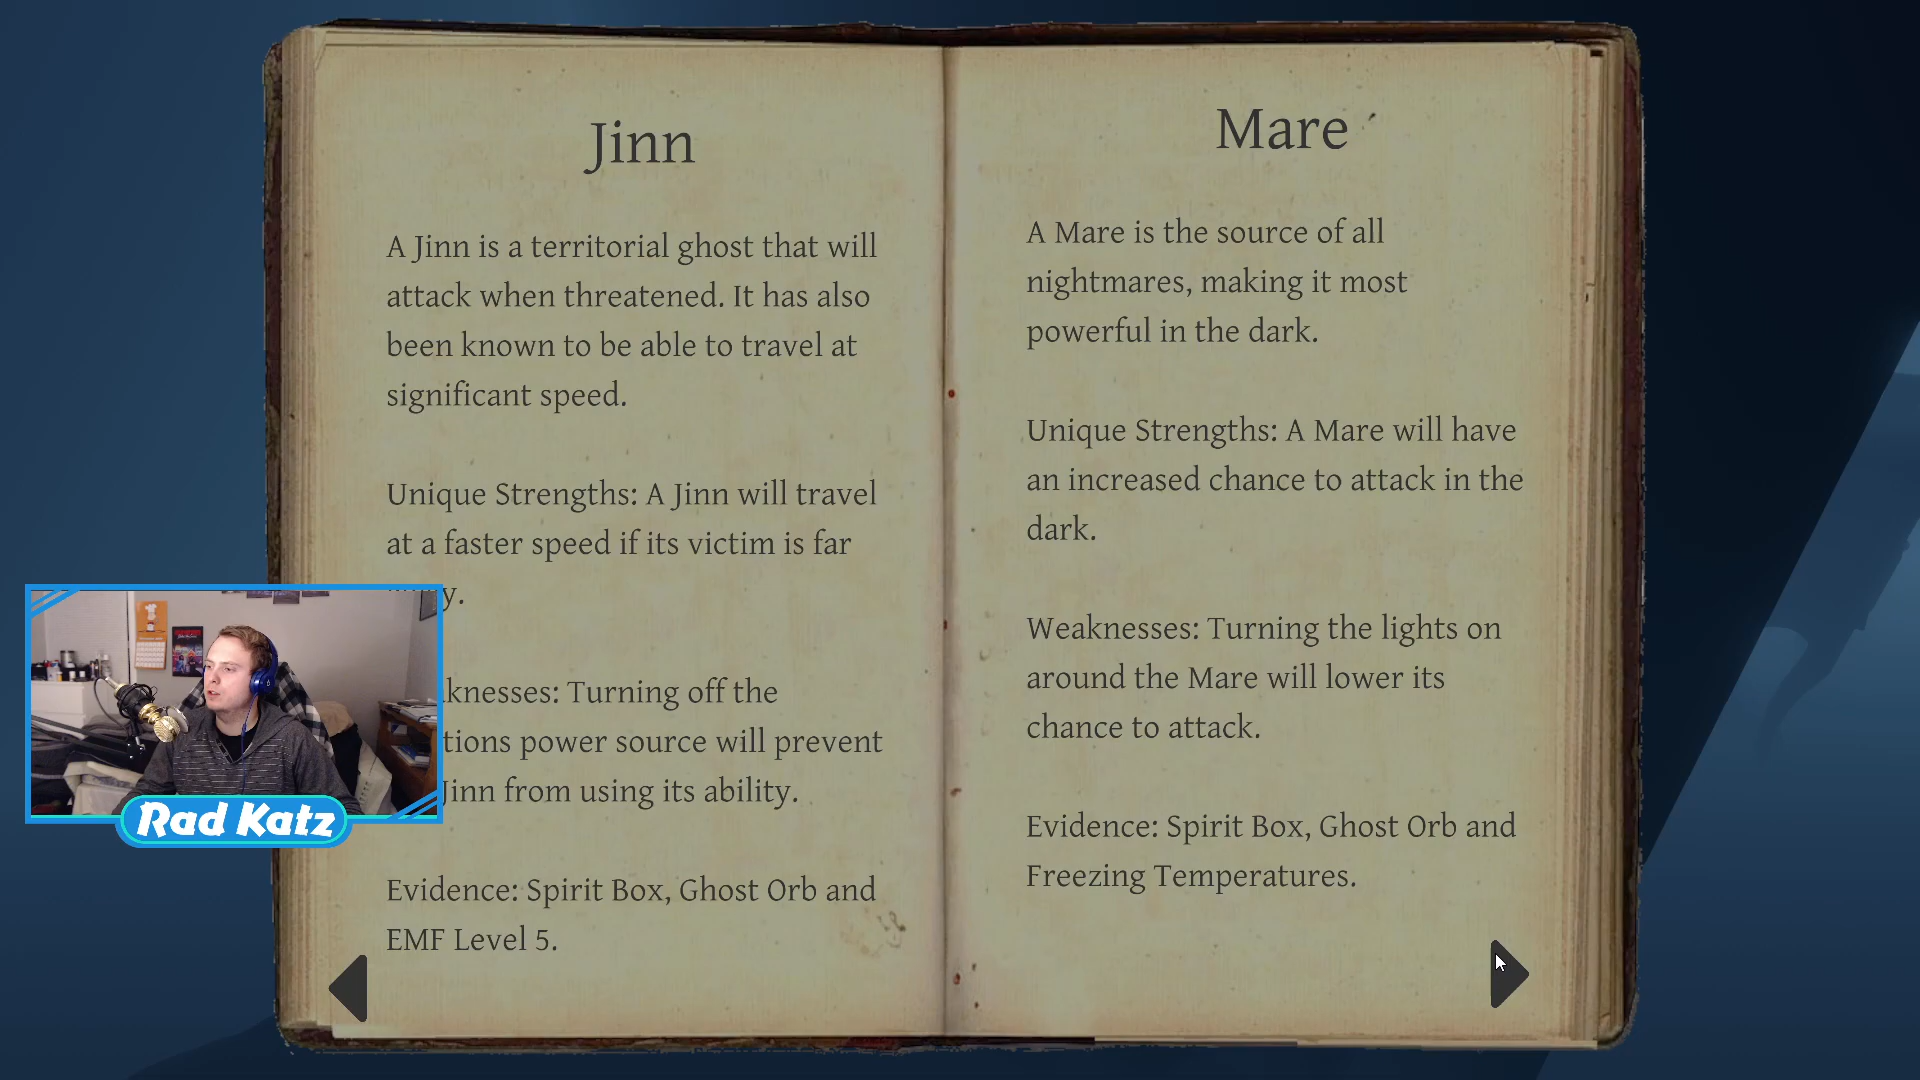 Jinn
A Jinn is a territorial ghost that will
attack when threatened. It has also
been known to be able to travel at
significant speed.
Unique Strengths: A Jinn will travel
at a faster speed if its victim is far
y.
knesses: Turning off the
tions power source will prevent
Jinn from using its ability.
Evidence: Spirit Box, Ghost Orb and
EMF Level 5.
Mare
A Mare is the source of all
nightmares, making it most
powerful in the dark.
Unique Strengths: A Mare will have
an increased chance to attack in the
dark.
Weaknesses: Turning the lights on
around the Mare will lower its
chance to attack.
Evidence: Spirit Box, Ghost Orb and
Freezing Temperatures.
Rad Katz